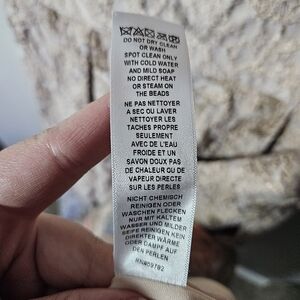 DO NOT DRY CLEAN
OR WASH
SPOT CLEAN ONLY
WITH COLD WATER
AND MILD SOAP
NO DIRECT HEAT
OR STEAM ON
THE BEADS
NE PAS NETTOYER
A SEC OU LAVER
NETTOYER LES
TACHES PROPRE
SEULEMENT
AVEC DE L'EAU
FROIDE ET UN
SAVON DOUX PAS
DE CHALEUR OU DE
VAPEUR DIRECTE
SUR LES PERLES
NICHT CHEMISCH
REINIGEN ODER
WASCHEN FLECKEN
NUR MIT KALTEM
WASSER UND MILDER
SEIFE REINIGEN KEIN
DIREKTER WÄRME
ODER DAMPF AUF
DEN PERLEN